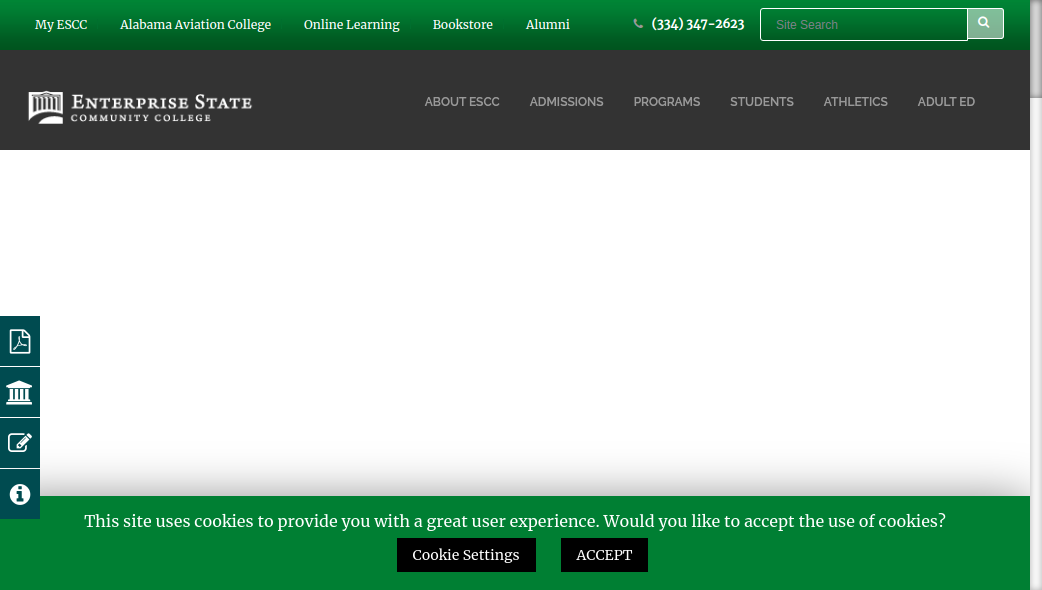 My ESCC Alabama Aviation College Online Learning Bookstore Alumni (334) 347-2623 Site Search
ENTERPRISE STATE
COMMUNITY COLLEGE
ABOUT ESCC ADMISSIONS PROGRAMS STUDENTS ATHLETICS ADULT ED
This site uses cookies to provide you with a great user experience. Would you like to accept the use of cookies?
Cookie Settings ACCEPT